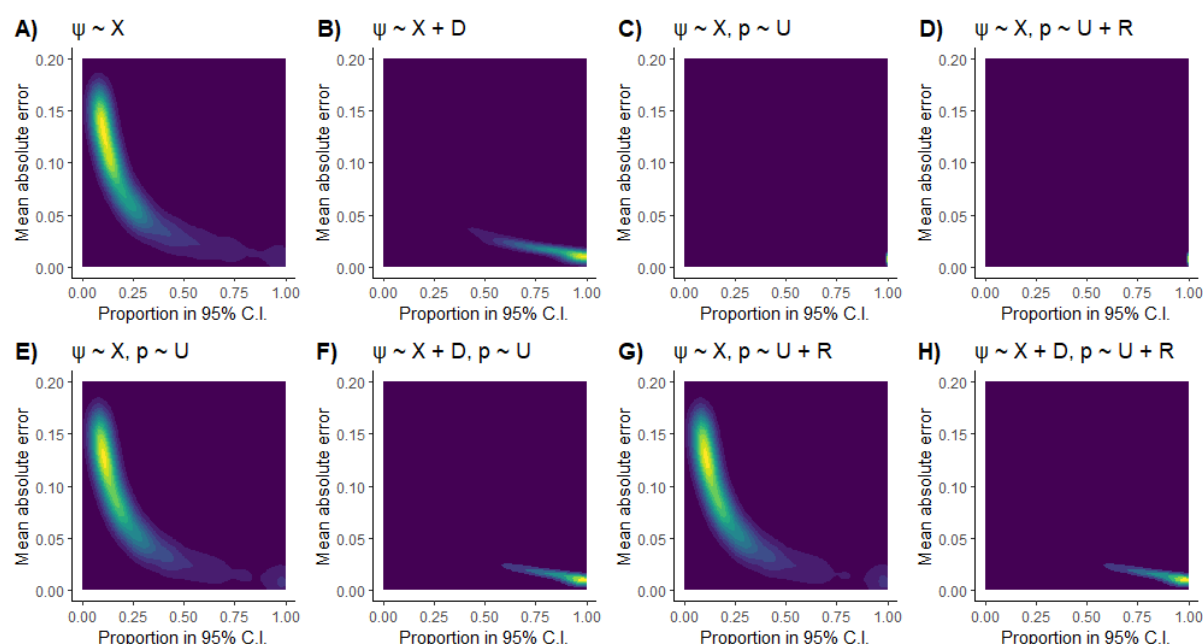 A) ψ ~ X
B) ψ ~ X + D
C) ψ ~ X, p ~ U
D) ψ ~ X, p ~ U + R
Mean absolute error
0.20
0.15
0.10
0.05
0.00
0.00 0.25 0.50 0.75 1.00
Proportion in 95% C.I.
Mean absolute error
0.20
0.15
0.10
0.05
0.00
0.00 0.25 0.50 0.75 1.00
Proportion in 95% C.I.
Mean absolute error
0.20
0.15
0.10
0.05
0.00
0.00 0.25 0.50 0.75 1.00
Proportion in 95% C.I.
Mean absolute error
0.20
0.15
0.10
0.05
0.00
0.00 0.25 0.50 0.75 1.00
Proportion in 95% C.I.
E) ψ ~ X, p ~ U
F) ψ ~ X + D, p ~ U
G) ψ ~ X, p ~ U + R
H) ψ ~ X + D, p ~ U + R
Mean absolute error
0.20
0.15
0.10
0.05
0.00
0.00 0.25 0.50 0.75 1.00
Proportion in 95% C.I.
Mean absolute error
0.20
0.15
0.10
0.05
0.00
0.00 0.25 0.50 0.75 1.00
Proportion in 95% C.I.
Mean absolute error
0.20
0.15
0.10
0.05
0.00
0.00 0.25 0.50 0.75 1.00
Proportion in 95% C.I.
Mean absolute error
0.20
0.15
0.10
0.05
0.00
0.00 0.25 0.50 0.75 1.00
Proportion in 95% C.I.